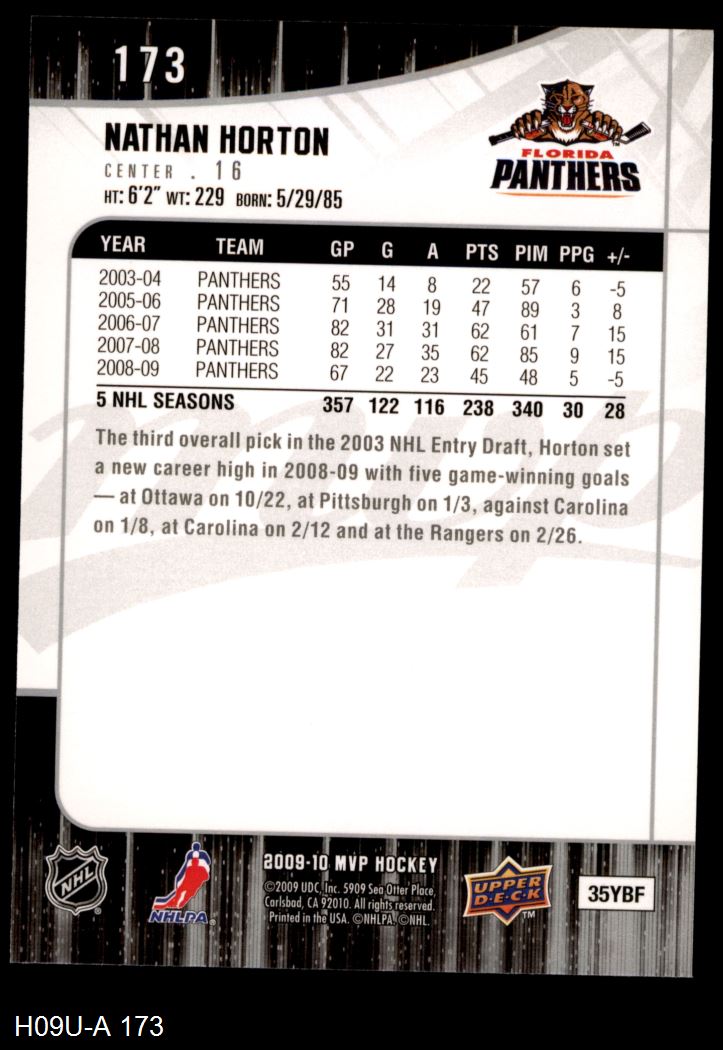 173
NATHAN HORTON
CENTER . 16
HT: 6'2" WT: 229 BORN: 5/29/85
FLORIDA
PANTHERS
YEAR TEAM GP G A PTS PIM PPG +/-
2003-04 PANTHERS 55 14 8 22 57 6 -5
2005-06 PANTHERS 71 28 19 47 89 3 8
2006-07 PANTHERS 82 31 31 62 61 7 15
2007-08 PANTHERS 82 27 35 62 85 9 15
2008-09 PANTHERS 67 22 23 45 48 5 -5
5 NHL SEASONS 357 122 116 238 340 30 28
The third overall pick in the 2003 NHL Entry Draft, Horton set
a new career high in 2008-09 with five game-winning goals
— at Ottawa on 10/22, at Pittsburgh on 1/3, against Carolina
on 1/8, at Carolina on 2/12 and at the Rangers on 2/26.
mvp
NHL
NHLPA
2009-10 MVP HOCKEY
©2009 UDC, Inc. 5909 Sea Otter Place,
Carlsbad, CA 92010. All rights reserved.
Printed in the USA. ©NHLPA. ©NHL.
UPPER
D·E·C·K
TM
35YBF
H09U-A 173